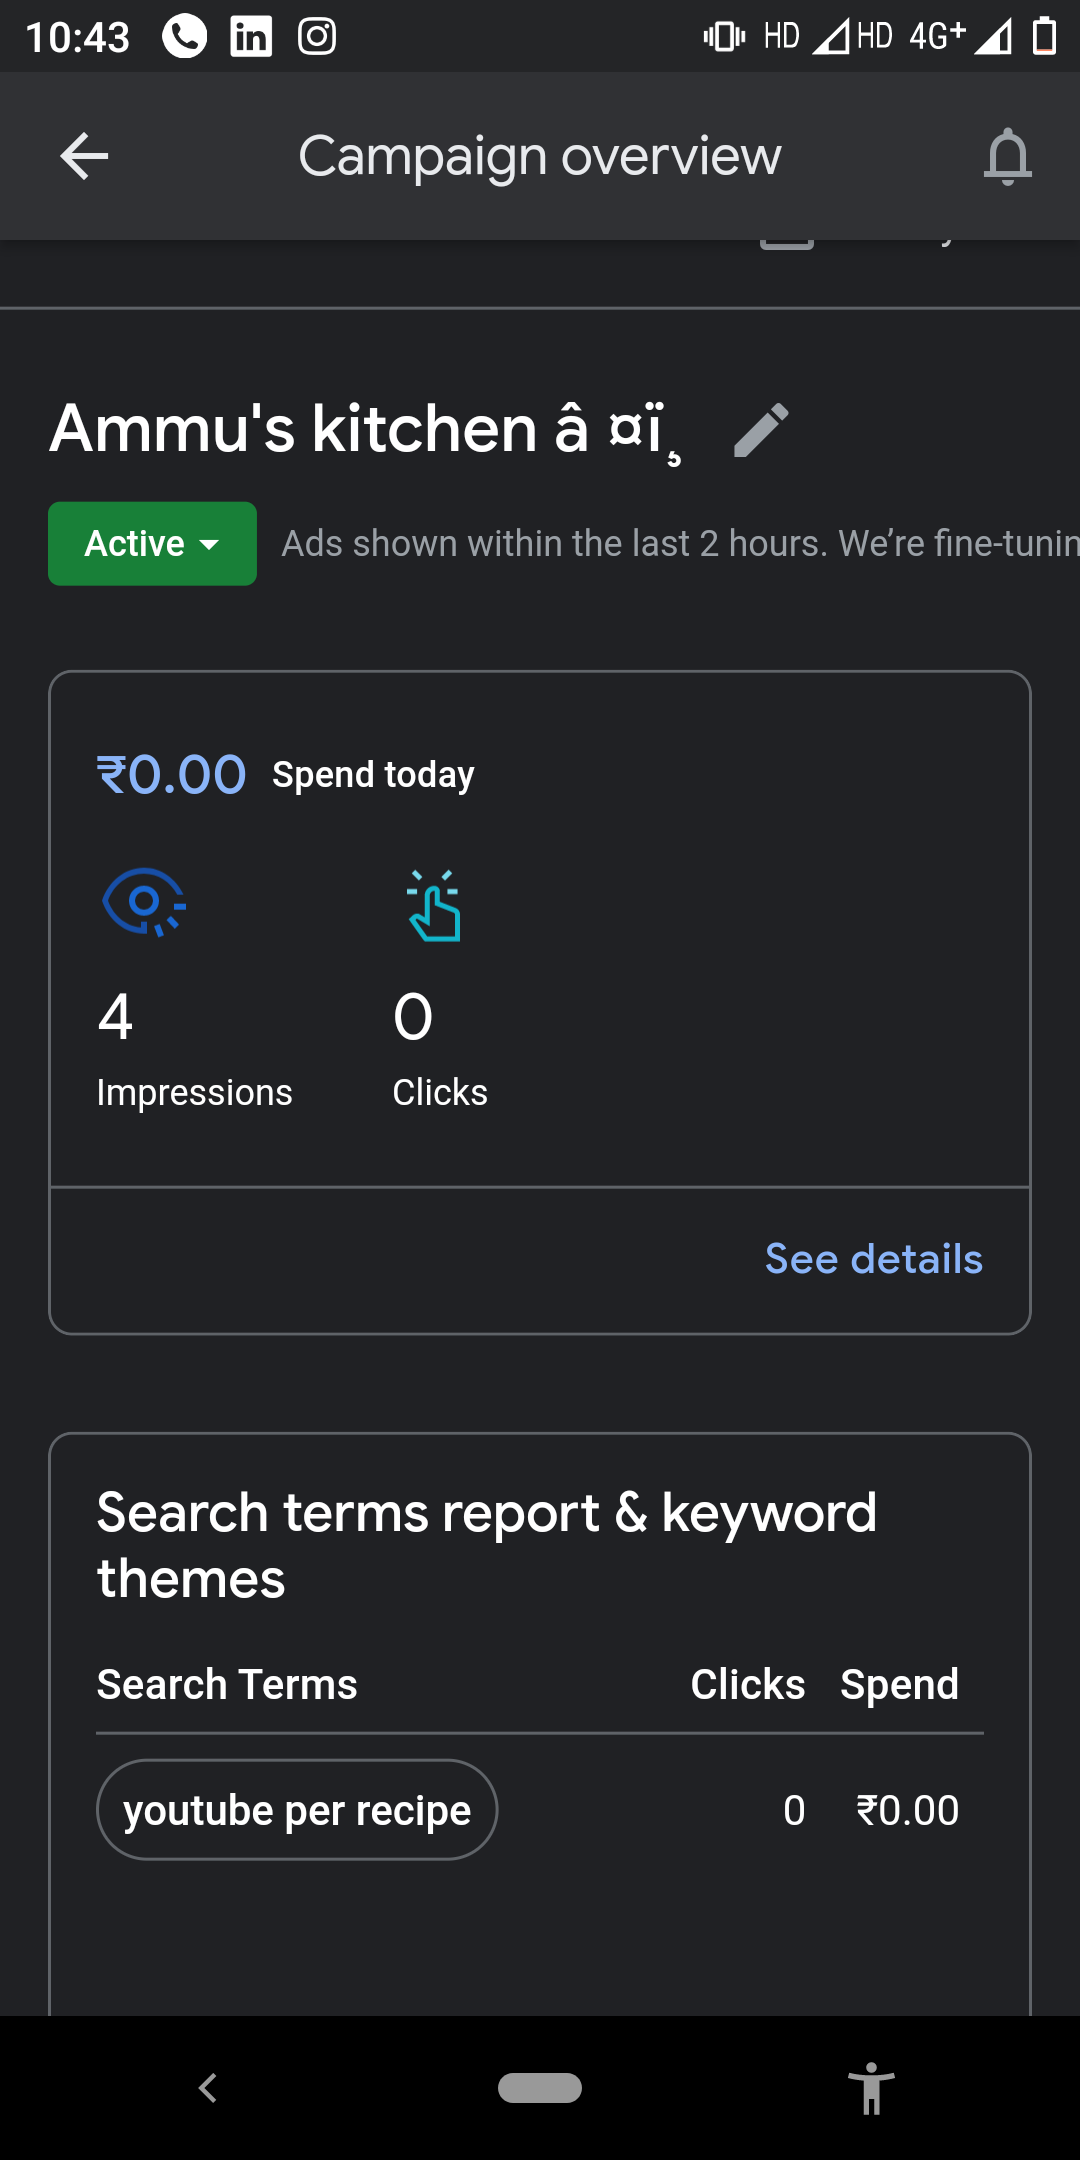 10:43 HD HD 4G+
Campaign overview
Ammu's kitchen â ¤ï¸
Active Ads shown within the last 2 hours. We’re fine-tunin
₹0.00 Spend today
4 0
Impressions Clicks
See details
Search terms report & keyword
themes
Search Terms Clicks Spend
youtube per recipe 0 ₹0.00